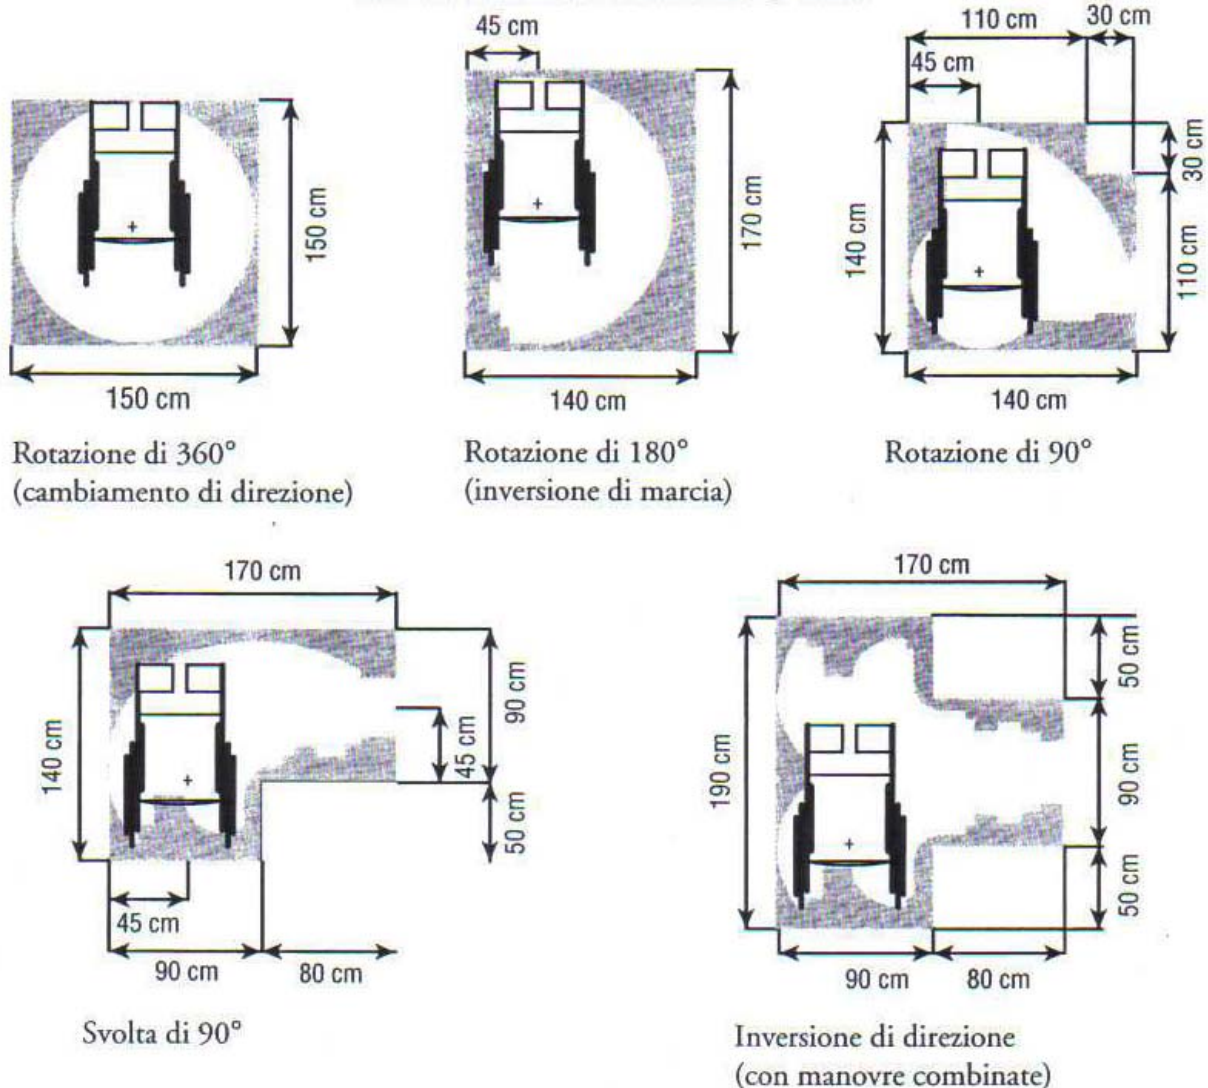 45 cm
110 cm
30 cm
45 cm
150 cm
170 cm
140 cm
30 cm
110 cm
150 cm
140 cm
140 cm
Rotazione di 360°
(cambiamento di direzione)
Rotazione di 180°
(inversione di marcia)
Rotazione di 90°
170 cm
140 cm
90 cm
45 cm
50 cm
45 cm
90 cm
80 cm
Svolta di 90°
170 cm
190 cm
50 cm
90 cm
50 cm
90 cm
80 cm
Inversione di direzione
(con manovre combinate)